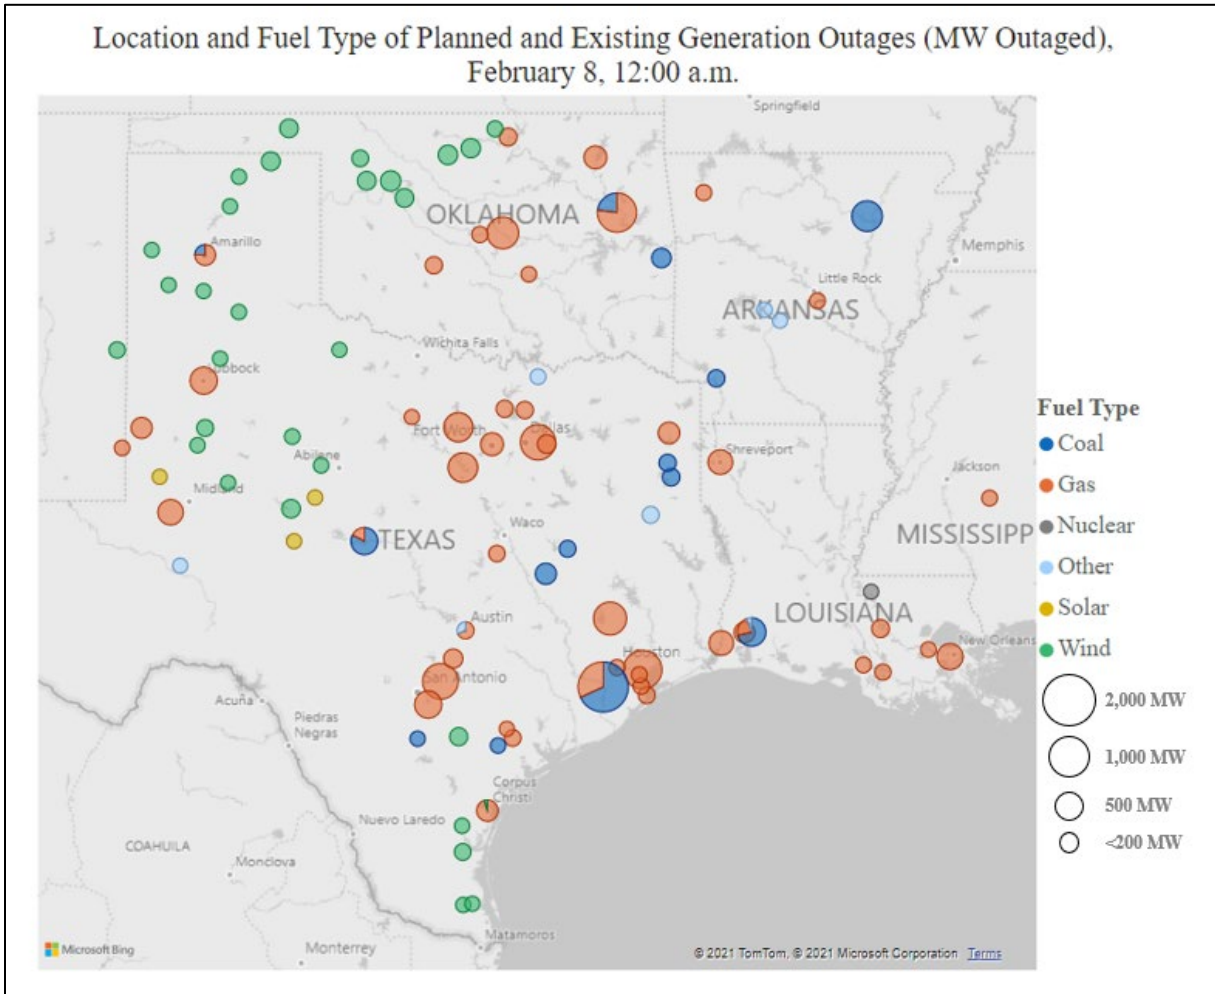 Location and Fuel Type of Planned and Existing Generation Outages (MW Outaged),
February 8, 12:00 a.m.
Springfield
OKLAHOMA
Amarillo
Memphis
Little Rock
ARKANSAS
Wichita Falls
ubbock
Fuel Type
Coal
Fort Worth
Dallas
Shreveport
Abilene
Jackson
Gas
Midland
Waco
TEXAS
MISSISSIPP
Nuclear
Other
Austin
LOUISIANA
Solar
New Orleans
Houston
Wind
San Antonio
Acuña
2,000 MW
Piedras
Negras
1,000 MW
Corpus
Christi
500 MW
Nuevo Laredo
<200 MW
COAHUILA
Monclova
Matamoros
Monterrey
Microsoft Bing
© 2021 TomTom, © 2021 Microsoft Corporation Terms